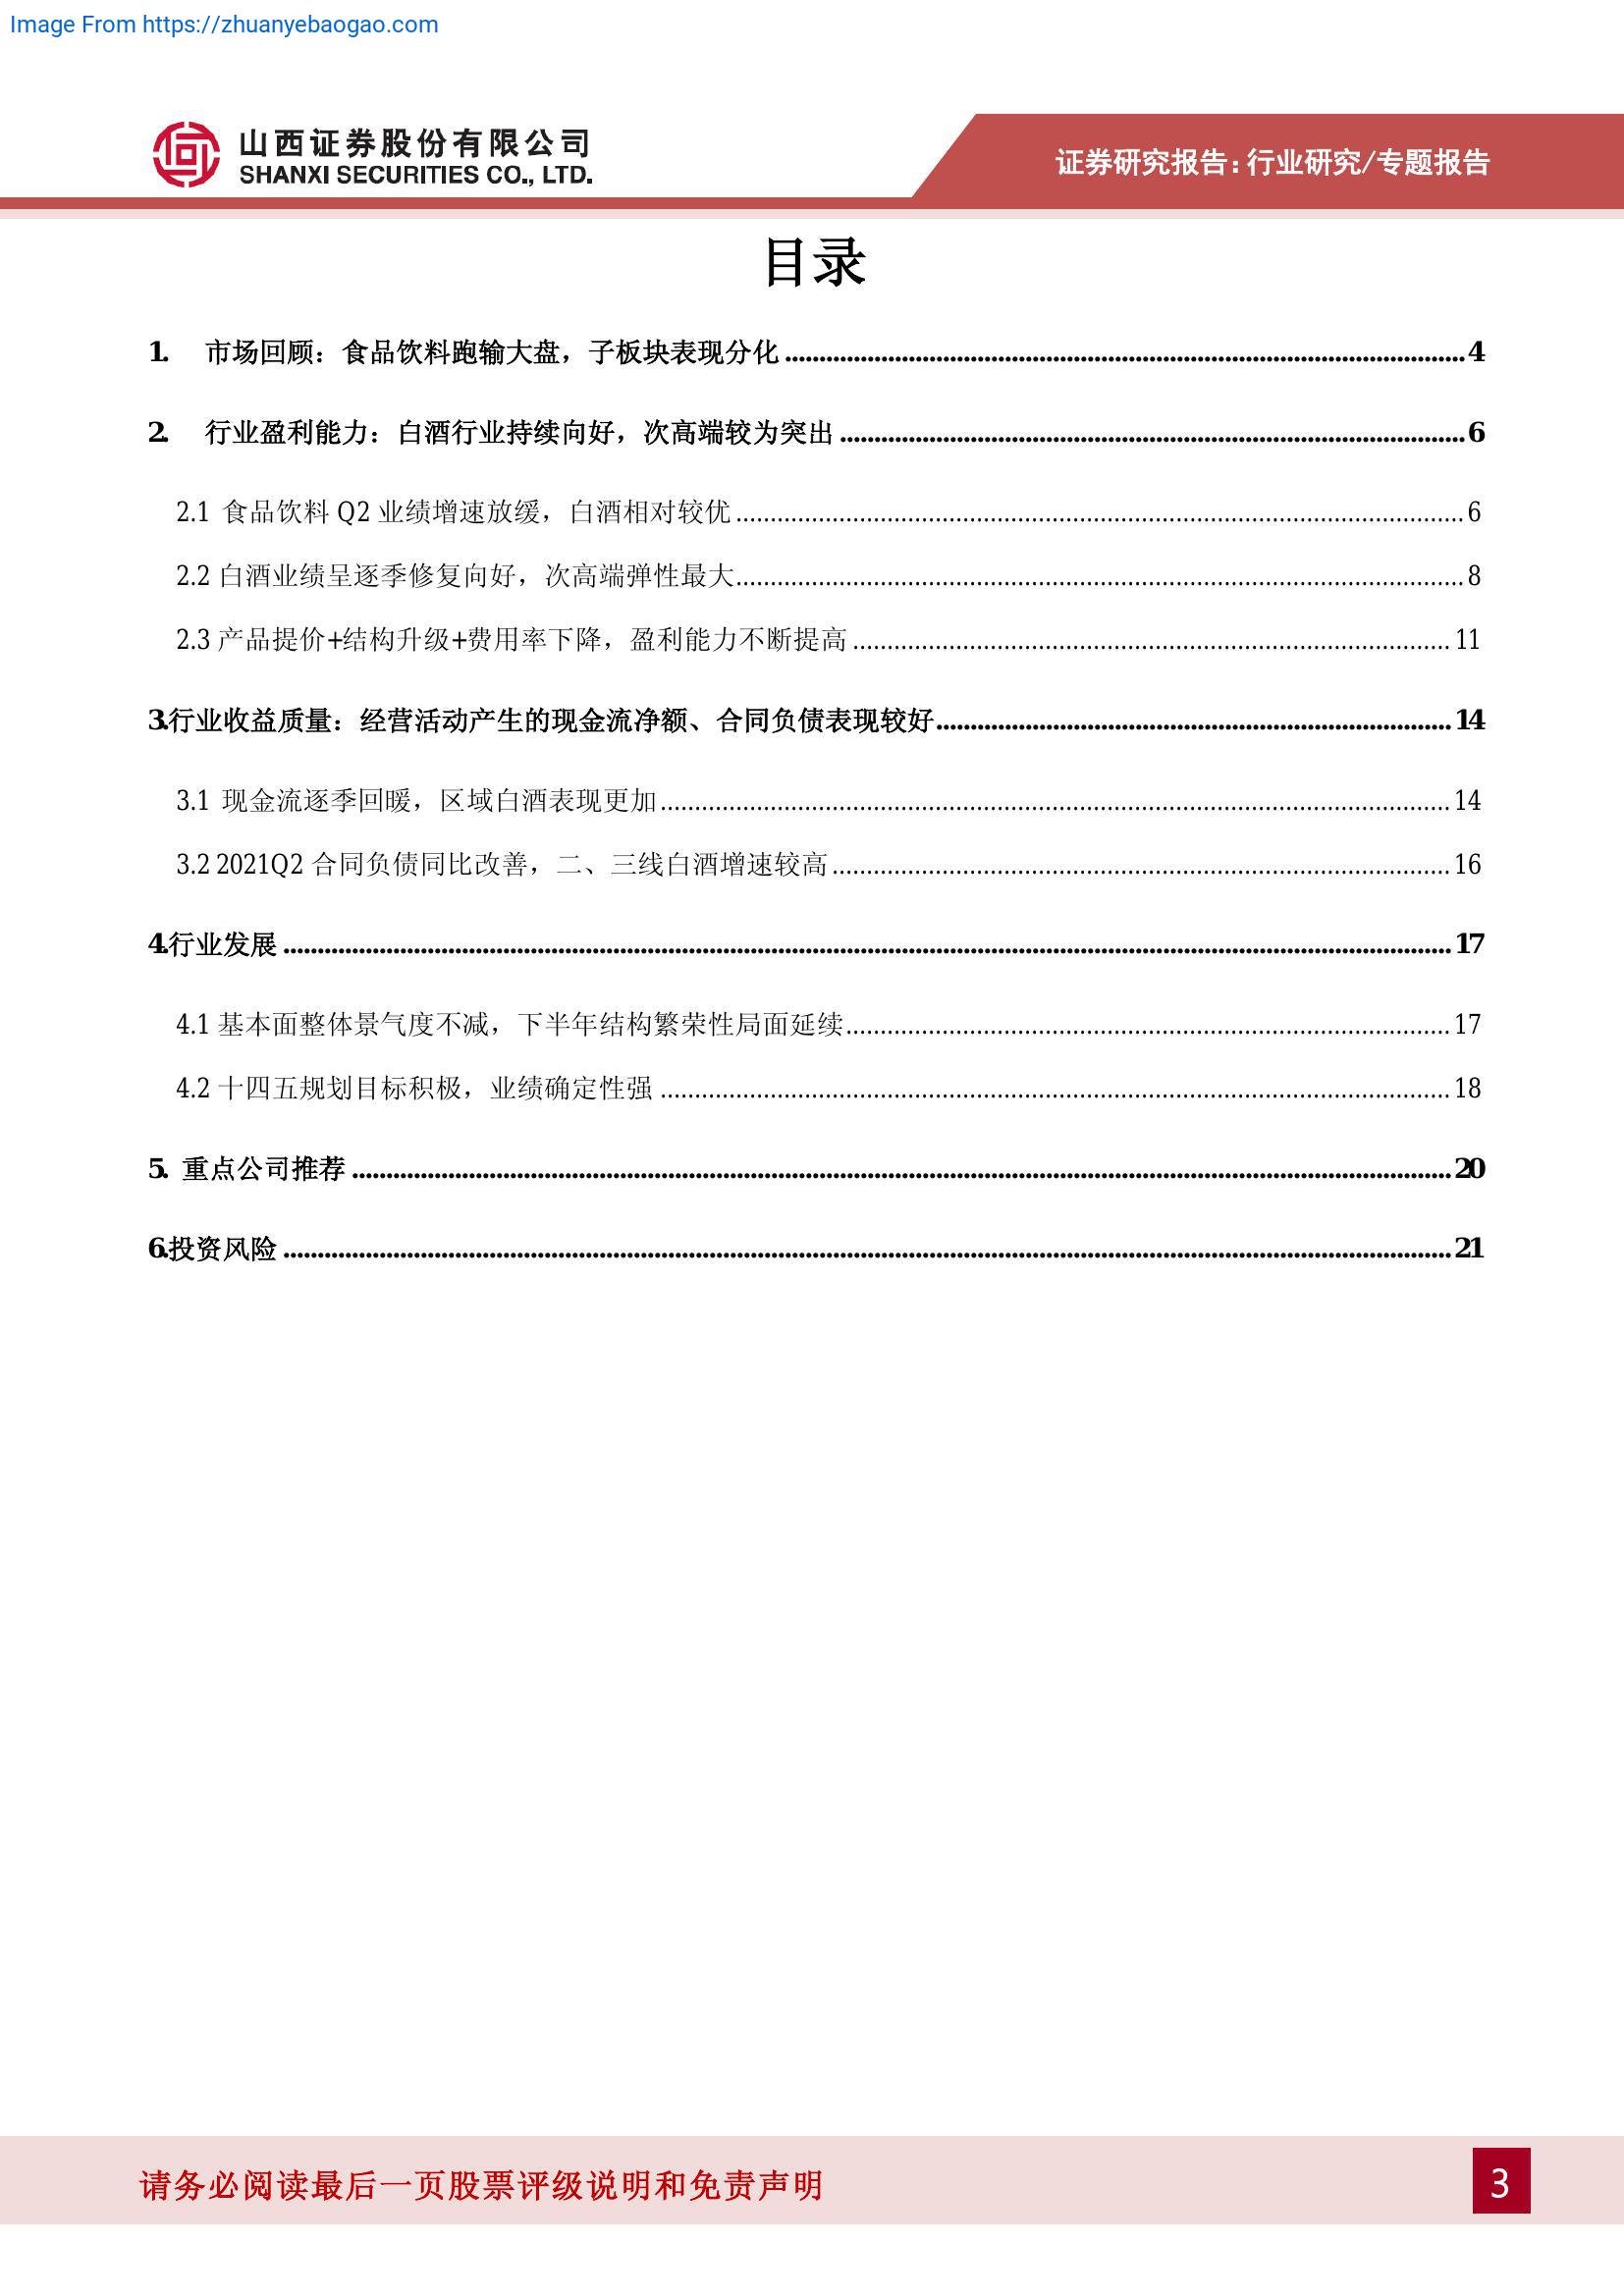 Image From https://zhuanyebaogao.com
山西证券股份有限公司
SHANXI SECURITIES CO., LTD.
证券研究报告：行业研究/专题报告
目录
1. 市场回顾：食品饮料跑输大盘，子板块表现分化 ........................................ 4
2. 行业盈利能力：白酒行业持续向好，次高端较为突出 ........................................ 6
2.1 食品饮料 Q2 业绩增速放缓，白酒相对较优 ........................................ 6
2.2 白酒业绩呈逐季修复向好，次高端弹性最大 ........................................ 8
2.3 产品提价+结构升级+费用率下降，盈利能力不断提高 ........................................ 11
3.行业收益质量：经营活动产生的现金流净额、合同负债表现较好 ........................................ 14
3.1 现金流逐季回暖，区域白酒表现更加 ........................................ 14
3.2 2021Q2 合同负债同比改善，二、三线白酒增速较高 ........................................ 16
4.行业发展 ........................................ 17
4.1 基本面整体景气度不减，下半年结构繁荣性局面延续 ........................................ 17
4.2 十四五规划目标积极，业绩确定性强 ........................................ 18
5. 重点公司推荐 ........................................ 20
6.投资风险 ........................................ 21
请务必阅读最后一页股票评级说明和免责声明
3